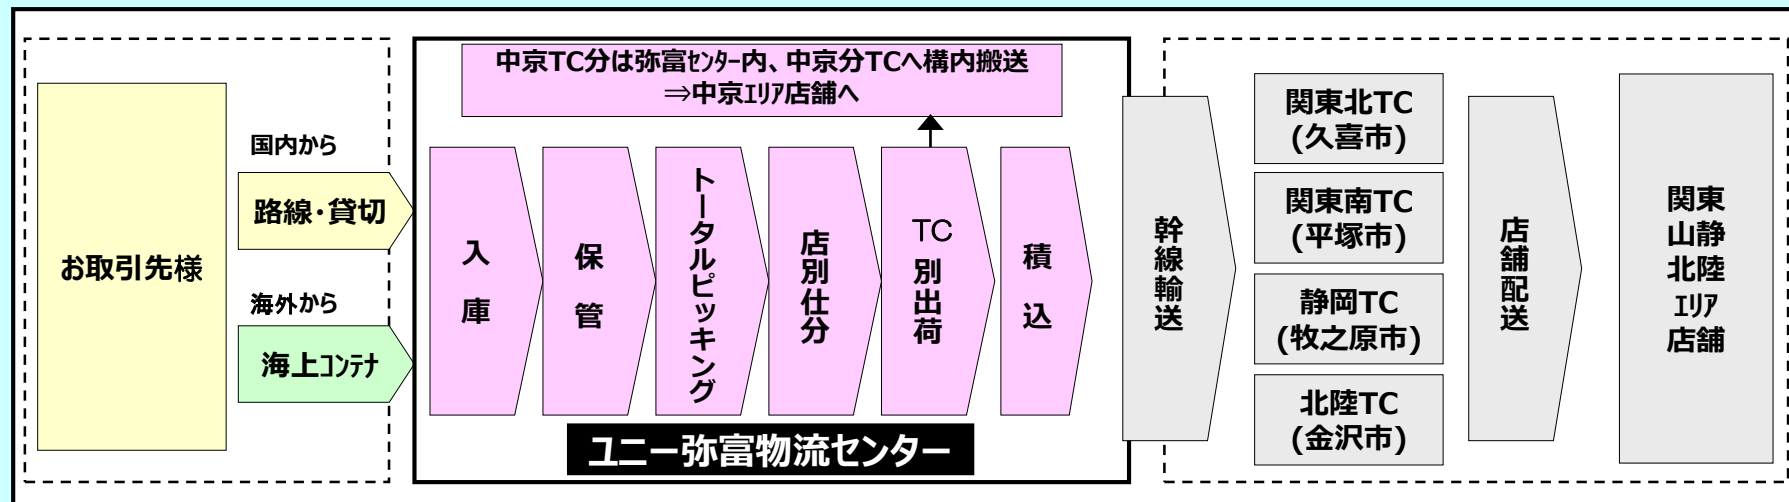 中京TC分は弥富ｾﾝﾀｰ内、中京分TCへ構内搬送
⇒中京ｴﾘｱ店舗へ
お取引先様
国内から
路線・貸切
海外から
海上ｺﾝﾃﾅ
入庫
保管
トータルピッキング
店別仕分
TC別出荷
積込
ユニー弥富物流センター
幹線輸送
関東北TC
(久喜市)
関東南TC
(平塚市)
静岡TC
(牧之原市)
北陸TC
(金沢市)
店舗配送
関東
山静
北陸
ｴﾘｱ
店舗